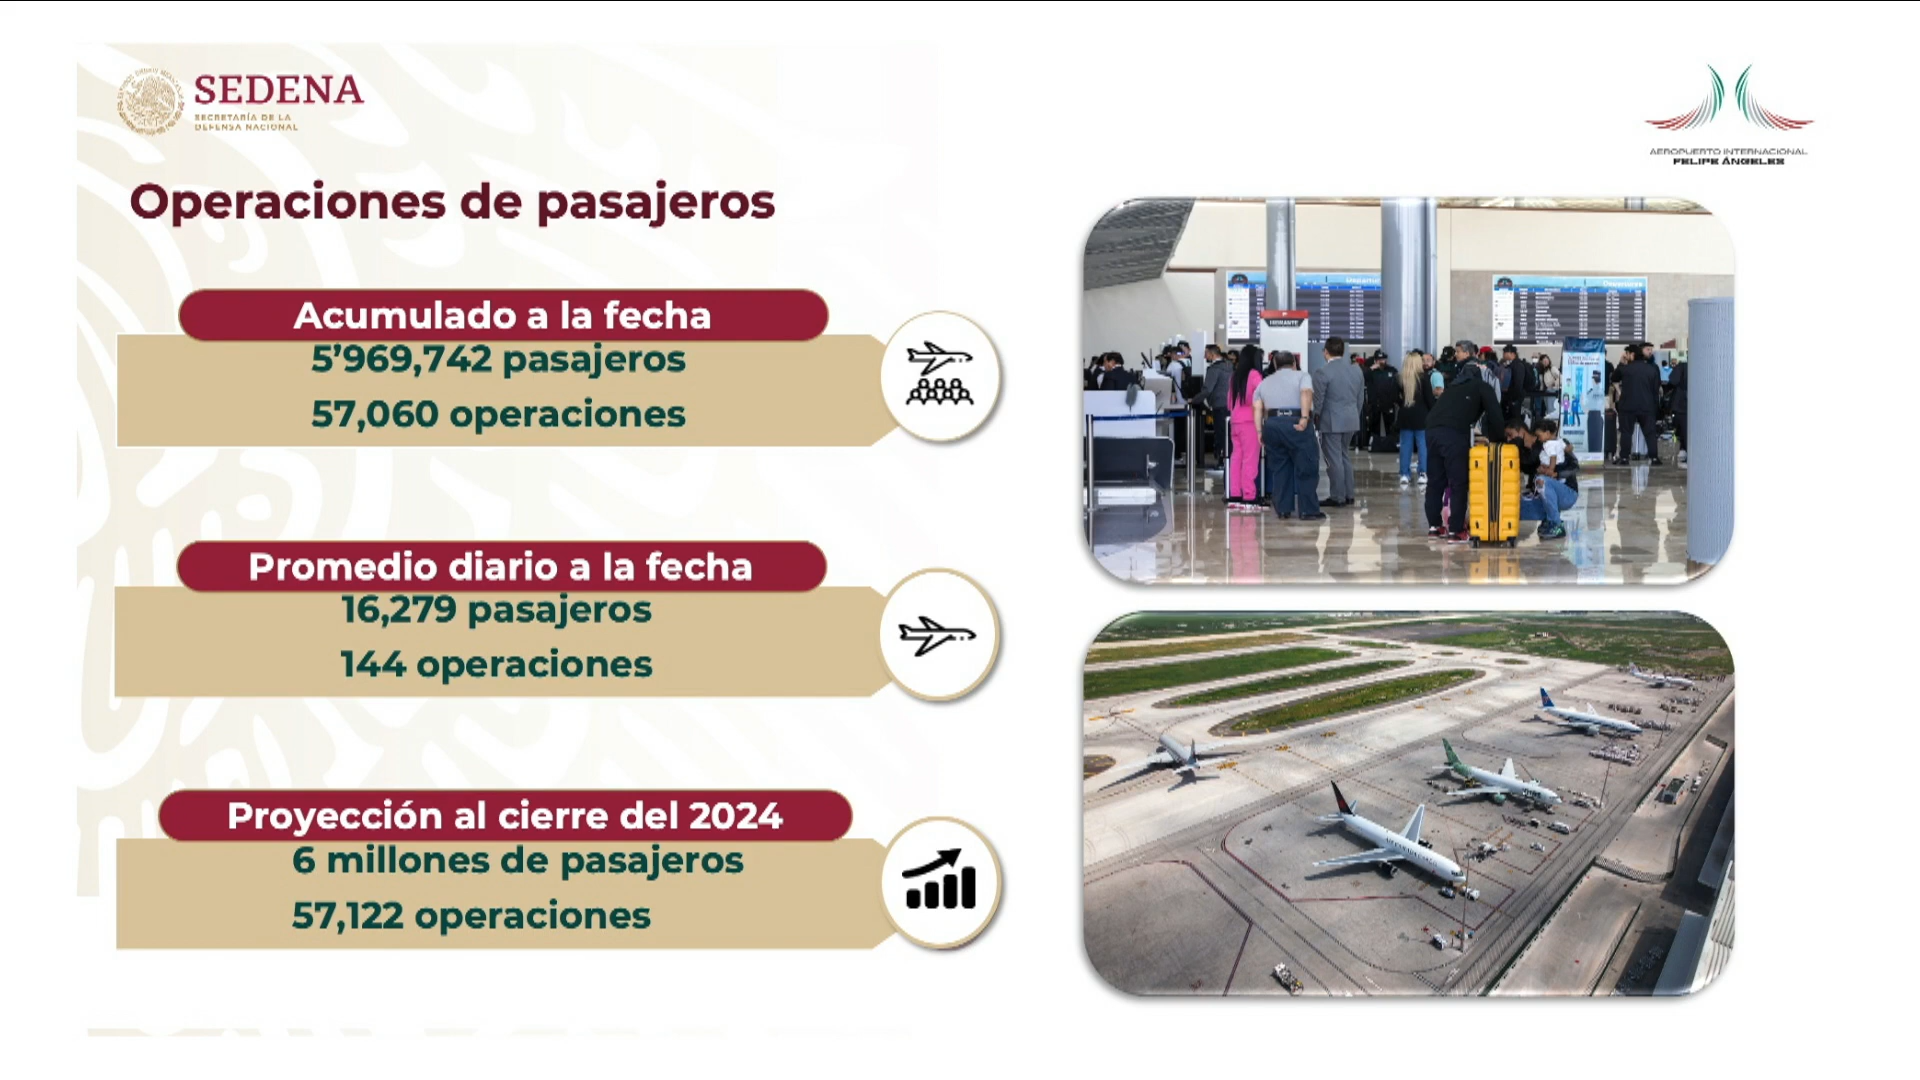 SEDENA
SECRETARÍA DE LA
DEFENSA NACIONAL
AEROPUERTO INTERNACIONAL
FELIPE ÁNGELES
Operaciones de pasajeros
Acumulado a la fecha
5’969,742 pasajeros
57,060 operaciones
Promedio diario a la fecha
16,279 pasajeros
144 operaciones
Proyección al cierre del 2024
6 millones de pasajeros
57,122 operaciones